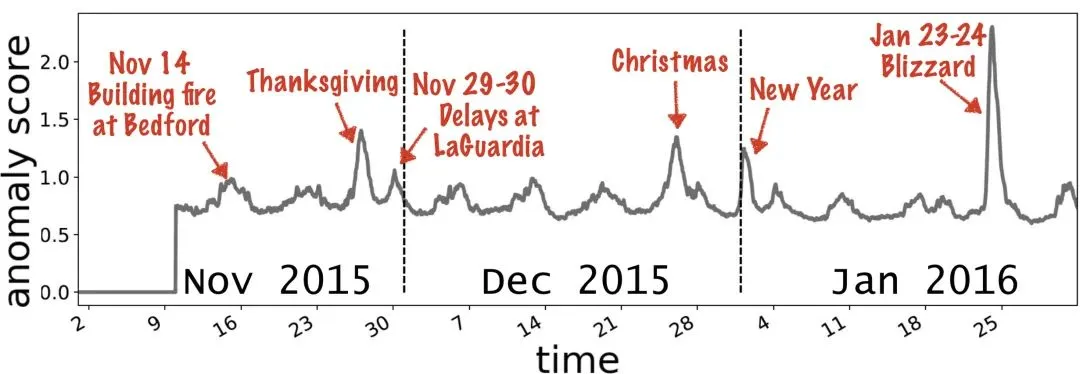 anomaly score
2.0
1.5
1.0
0.5
0.0
Nov 14
Building fire
at Bedford
Thanksgiving
Nov 29-30
Delays at
LaGuardia
Christmas
New Year
Jan 23-24
Blizzard
Nov 2015
Dec 2015
Jan 2016
2
9
16
23
30
7
14
21
28
4
11
18
25
time